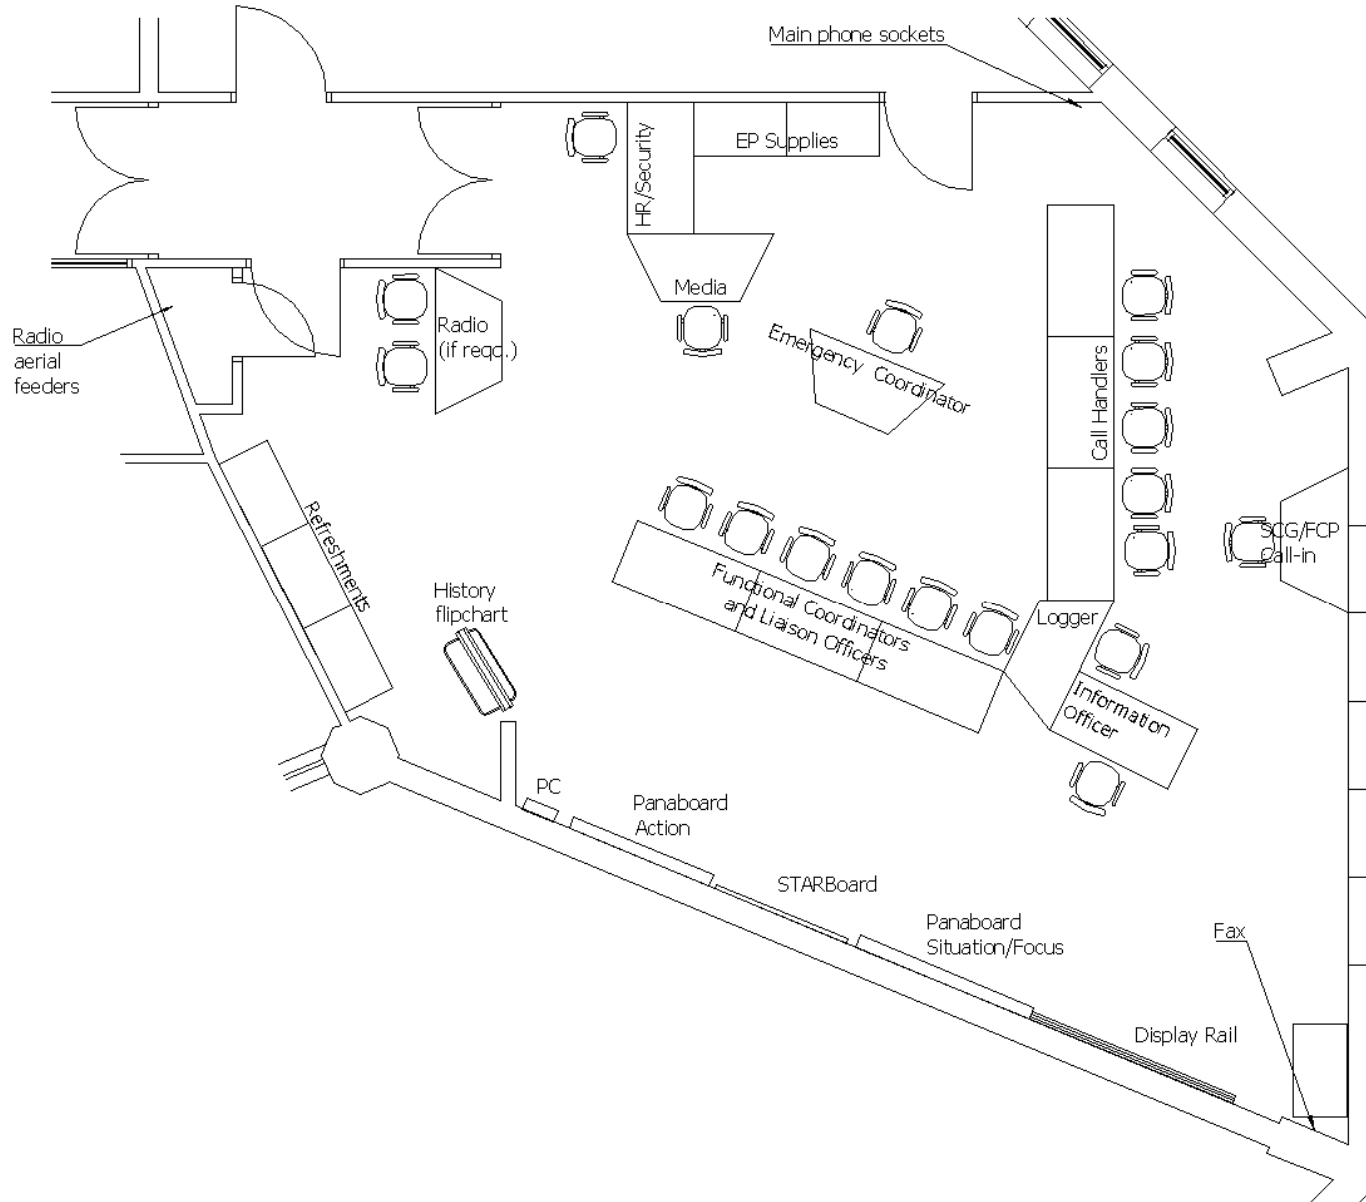 Main phone sockets
EP Supplies
HR/Security
Media
Radio
aerial
feeders
Radio
(if reqd.)
Emergency Coordinator
Call Handlers
SCG/FCP
Call-in
Refreshments
History
flipchart
Functional Coordinators
and Liaison Officers
Logger
Information
Officer
PC
Panaboard
Action
STARBoard
Panaboard
Situation/Focus
Fax
Display Rail